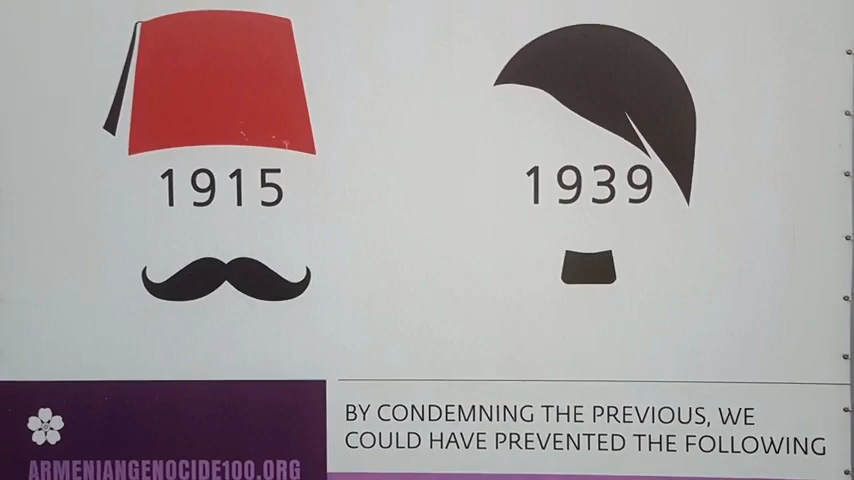 1915
1939
BY CONDEMNING THE PREVIOUS, WE
COULD HAVE PREVENTED THE FOLLOWING
ARMENIANGENOCIDE100.ORG